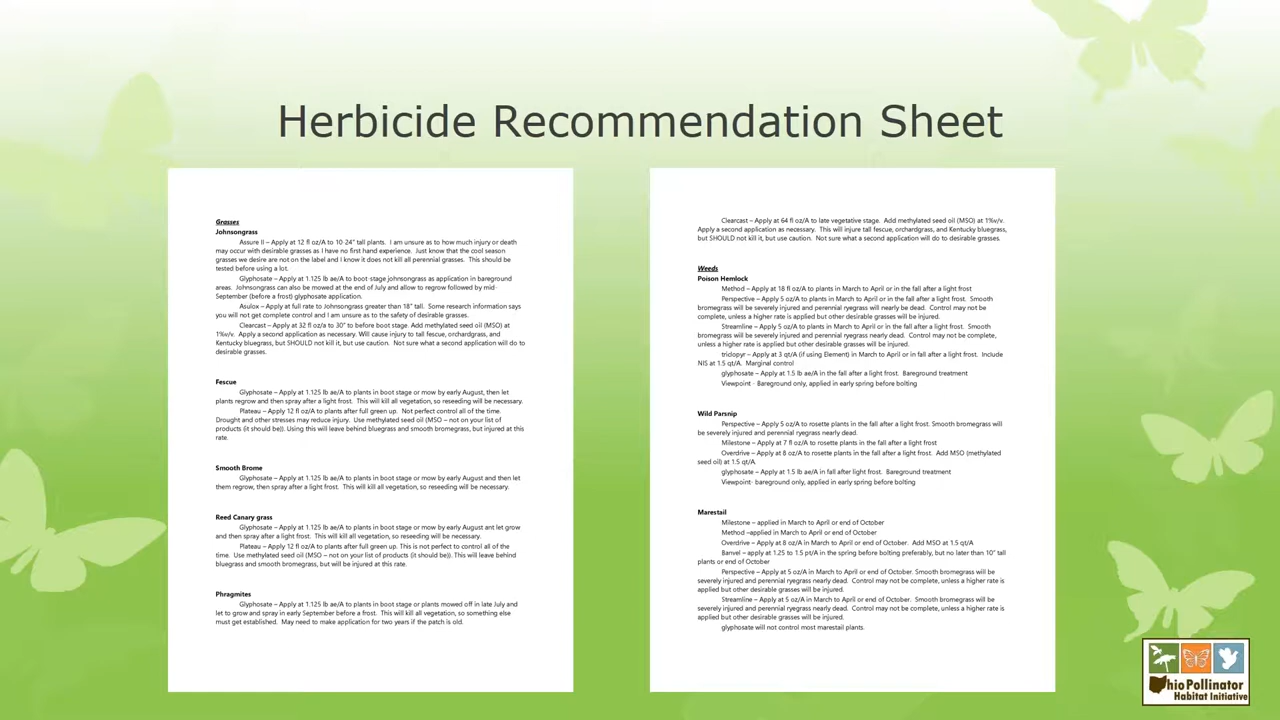 Herbicide Recommendation Sheet
Grasses
Johnsongrass
Assure II – Apply at 12 fl oz/A to 10-24" tall plants. I am unsure as to how much injury or death
may occur with desirable grasses as I have no first hand experience. Just know that the cool season
grasses we desire are not on the label and I know it does not kill all perennial grasses. This should be
tested before using a lot.
Glyphosate – Apply at 1.125 lb ae/A to boot-stage johnsongrass as application in bareground
areas. Johnsongrass can also be mowed at the end of July and allow to regrow followed by mid-
September (before a frost) glyphosate application.
Asulox – Apply at full rate to Johnsongrass greater than 18" tall. Some research information says
you will not get complete control and I am unsure as to the safety of desirable grasses.
Clearcast – Apply at 32 fl oz/a to 30" to before boot stage. Add methylated seed oil (MSO) at
1%v/v. Apply a second application as necessary. Will cause injury to tall fescue, orchardgrass, and
Kentucky bluegrass, but SHOULD not kill it, but use caution. Not sure what a second application will do to
desirable grasses.
Fescue
Glyphosate – Apply at 1.125 lb ae/A to plants in boot stage or mow by early August, then let
plants regrow and then spray after a light frost. This will kill all vegetation, so reseeding will be necessary.
Plateau – Apply 12 fl oz/A to plants after full green up. Not perfect control all of the time.
Drought and other stresses may reduce injury. Use methylated seed oil (MSO – not on your list of
products (it should be)). Using this will leave behind bluegrass and smooth bromegrass, but injured at this
rate.
Smooth Brome
Glyphosate – Apply at 1.125 lb ae/A to plants in boot stage or mow by early August and then let
them regrow, then spray after a light frost. This will kill all vegetation, so reseeding will be necessary.
Reed Canary grass
Glyphosate – Apply at 1.125 lb ae/A to plants in boot stage or mow by early August ant let grow
and then spray after a light frost. This will kill all vegetation, so reseeding will be necessary.
Plateau – Apply 12 fl oz/A to plants after full green up. This is not perfect to control all of the
time. Use methylated seed oil (MSO – not on your list of products (it should be)). This will leave behind
bluegrass and smooth bromegrass, but will be injured at this rate.
Phragmites
Glyphosate – Apply at 1.125 lb ae/A to plants in boot stage or plants mowed off in late July and
let to grow and spray in early September before a frost. This will kill all vegetation, so something else
must get established. May need to make application for two years if the patch is old.
Clearcast – Apply at 64 fl oz/A to late vegetative stage. Add methylated seed oil (MSO) at 1%v/v.
Apply a second application as necessary. This will injure tall fescue, orchardgrass, and Kentucky bluegrass,
but SHOULD not kill it, but use caution. Not sure what a second application will do to desirable grasses.
Weeds
Poison Hemlock
Method – Apply at 18 fl oz/A to plants in March to April or in the fall after a light frost
Perspective – Apply 5 oz/A to plants in March to April or in the fall after a light frost. Smooth
bromegrass will be severely injured and perennial ryegrass will nearly be dead. Control may not be
complete, unless a higher rate is applied but other desirable grasses will be injured.
Streamline – Apply 5 oz/A to plants in March to April or in the fall after a light frost. Smooth
bromegrass will be severely injured and perennial ryegrass nearly dead. Control may not be complete,
unless a higher rate is applied but other desirable grasses will be injured.
triclopyr – Apply at 3 qt/A (if using Element) in March to April or in fall after a light frost. Include
NIS at 1.5 qt/A. Marginal control
glyphosate – Apply at 1.5 lb ae/A in the fall after a light frost. Bareground treatment
Viewpoint - Bareground only, applied in early spring before bolting
Wild Parsnip
Perspective – Apply 5 oz/A to rosette plants in the fall after a light frost. Smooth bromegrass will
be severely injured and perennial ryegrass nearly dead.
Milestone – Apply at 7 fl oz/A to rosette plants in the fall after a light frost
Overdrive – Apply at 8 oz/A to rosette plants in the fall after a light frost. Add MSO (methylated
seed oil) at 1.5 qt/A.
glyphosate – Apply at 1.5 lb ae/A in fall after light frost. Bareground treatment
Viewpoint- bareground only, applied in early spring before bolting
Marestail
Milestone – applied in March to April or end of October
Method –applied in March to April or end of October
Overdrive – Apply at 8 oz/A in March to April or end of October. Add MSO at 1.5 qt/A
Banvel – apply at 1.25 to 1.5 pt/A in the spring before bolting preferably, but no later than 10" tall
plants or end of October
Perspective – Apply at 5 oz/A in March to April or end of October. Smooth bromegrass will be
severely injured and perennial ryegrass nearly dead. Control may not be complete, unless a higher rate is
applied but other desirable grasses will be injured.
Streamline – Apply at 5 oz/A in March to April or end of October. Smooth bromegrass will be
severely injured and perennial ryegrass nearly dead. Control may not be complete, unless a higher rate is
applied but other desirable grasses will be injured.
glyphosate will not control most marestail plants.
Ohio Pollinator
Habitat Initiative